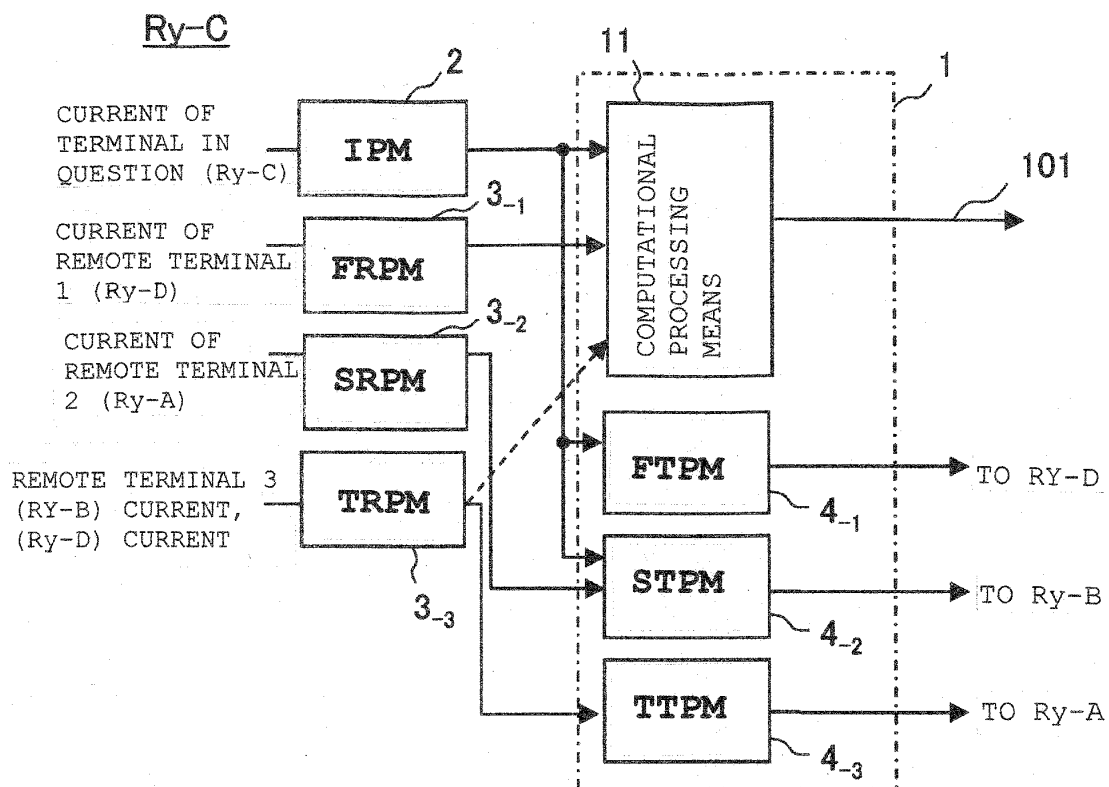 Ry-C
11
1
2
CURRENT OF
TERMINAL IN
QUESTION (Ry-C)
IPM
101
3-1
CURRENT OF
REMOTE TERMINAL
1 (Ry-D)
FRPM
COMPUTATIONAL
PROCESSING
MEANS
3-2
CURRENT OF
REMOTE TERMINAL
2 (Ry-A)
SRPM
REMOTE TERMINAL 3
(RY-B) CURRENT,
(Ry-D) CURRENT
TRPM
3-3
FTPM
TO RY-D
4-1
STPM
TO Ry-B
4-2
TTPM
TO Ry-A
4-3